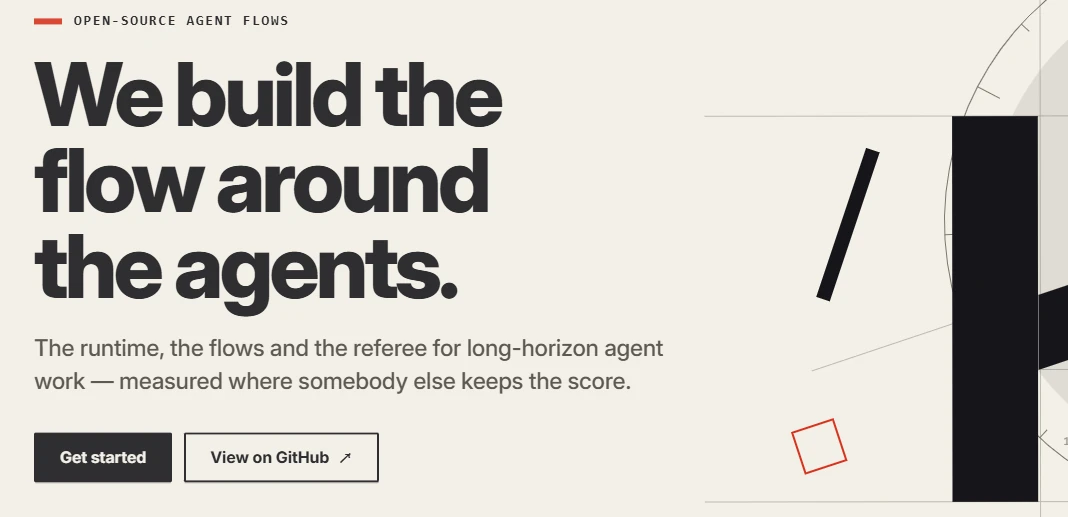 OPEN-SOURCE AGENT FLOWS
We build the
flow around
the agents.
The runtime, the flows and the referee for long-horizon agent
work — measured where somebody else keeps the score.
Get started
View on GitHub ↗